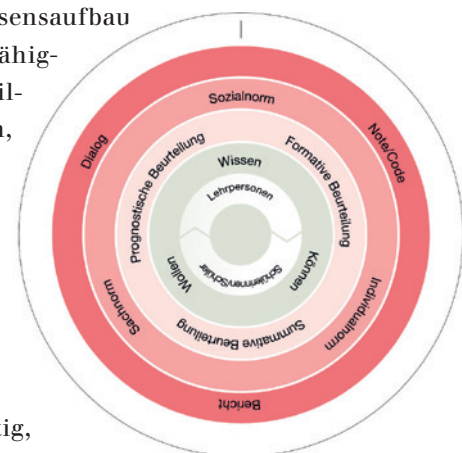 sensaufbau
ähig-
il-
,
tig,
Dialog
Note/Code
Bericht
Sozialnorm
Individualnorm
Sachnorm
Prognostische Beurteilung
Formative Beurteilung
Summative Beurteilung
Wissen
Können
Wollen
Lehrpersonen
Schülerinnen/Schüler